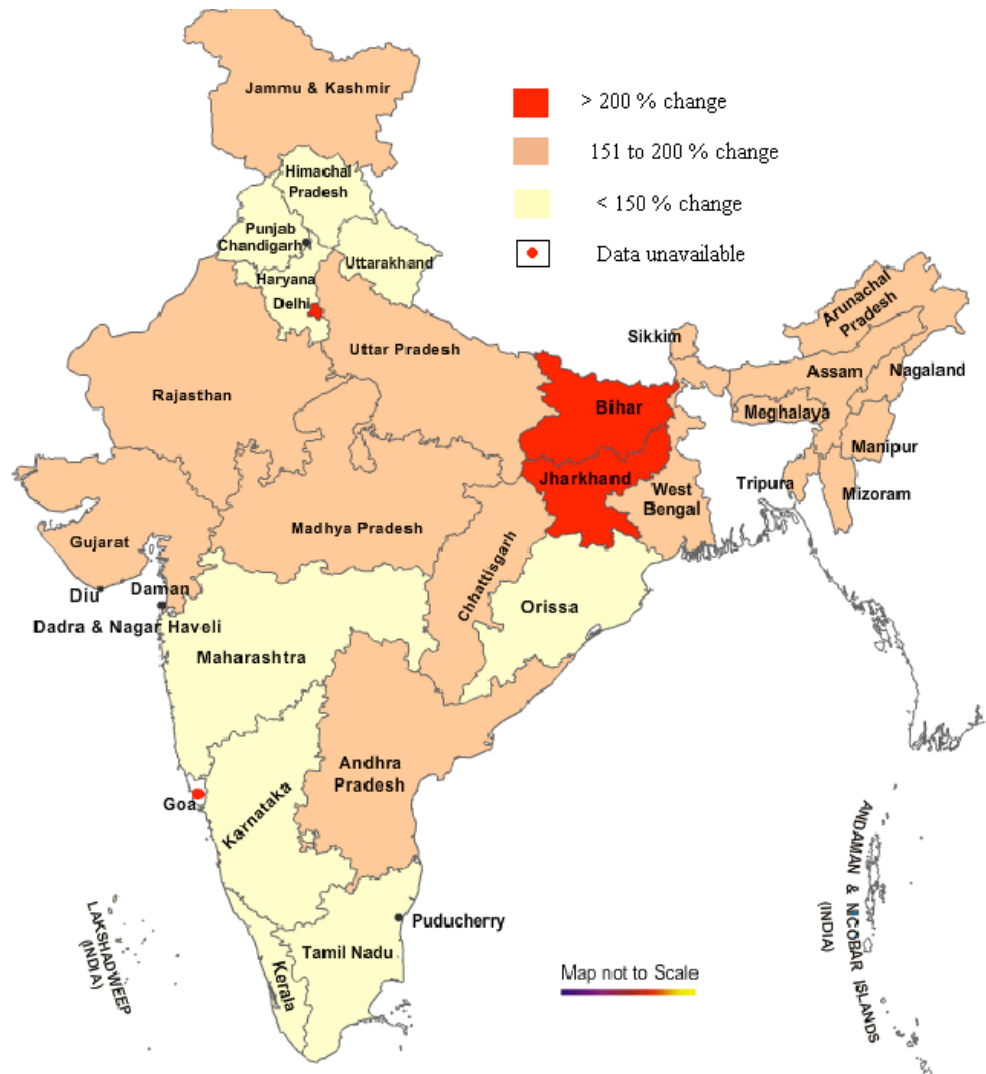 Jammu & Kashmir
> 200 % change
151 to 200 % change
< 150 % change
Data unavailable
Himachal
Pradesh
Punjab
Chandigarh
Uttarakhand
Haryana
Delhi
Arunachal
Pradesh
Sikkim
Uttar Pradesh
Assam
Nagaland
Rajasthan
Bihar
Meghalaya
Manipur
Jharkhand
Tripura
Mizoram
West
Bengal
Madhya Pradesh
Gujarat
Chhattisgarh
Diu
Daman
Orissa
Dadra & Nagar Haveli
Maharashtra
Andhra
Pradesh
Goa
Karnataka
Puducherry
LAKSHADWEEP
(INDIA)
Tamil Nadu
Kerala
Map not to Scale
ANDAMAN & NICOBAR ISLANDS
(INDIA)